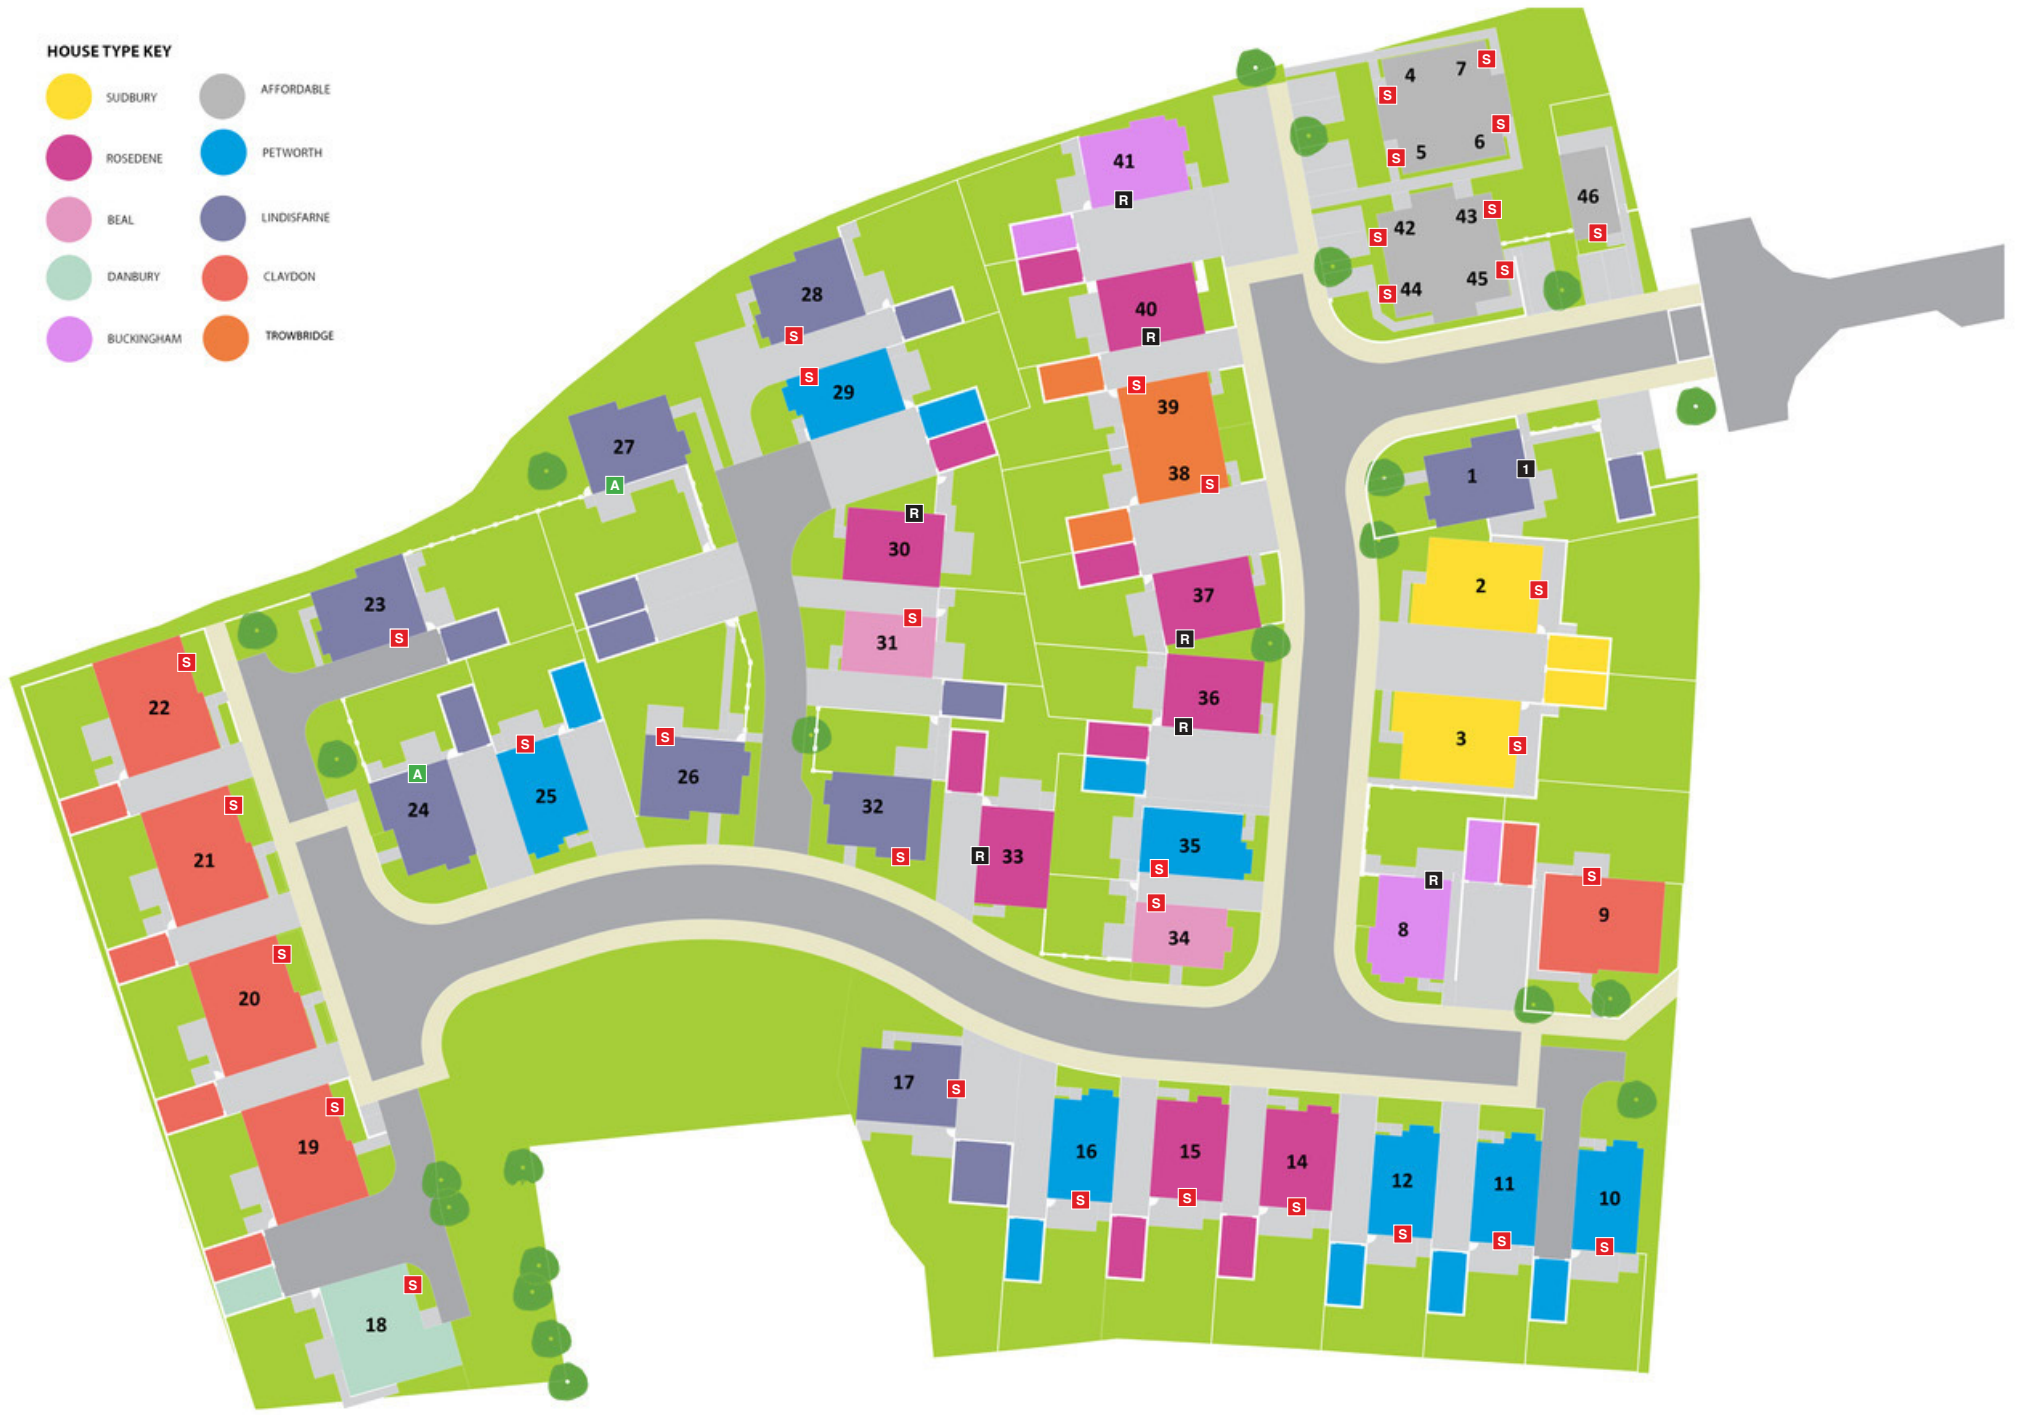 HOUSE TYPE KEY
SUDBURY
AFFORDABLE
ROSEDENE
PETWORTH
BEAL
LINDISFARNE
DANBURY
CLAYDON
BUCKINGHAM
TROWBRIDGE
4
7 S
S
S
5
6
S
41
R
46
S
42
43 S
S
44
45 S
S
28
S
40
R
29
S
39
S
38
S
27
A
1
1
30
R
2
S
31
S
37
R
23
S
36
R
3
S
22
S
24
A
25
S
26
S
32
S
33
R
35
S
34
S
8
R
9
S
21
S
20
S
19
S
18
S
17
S
16
S
15
S
14
S
12
S
11
S
10
S